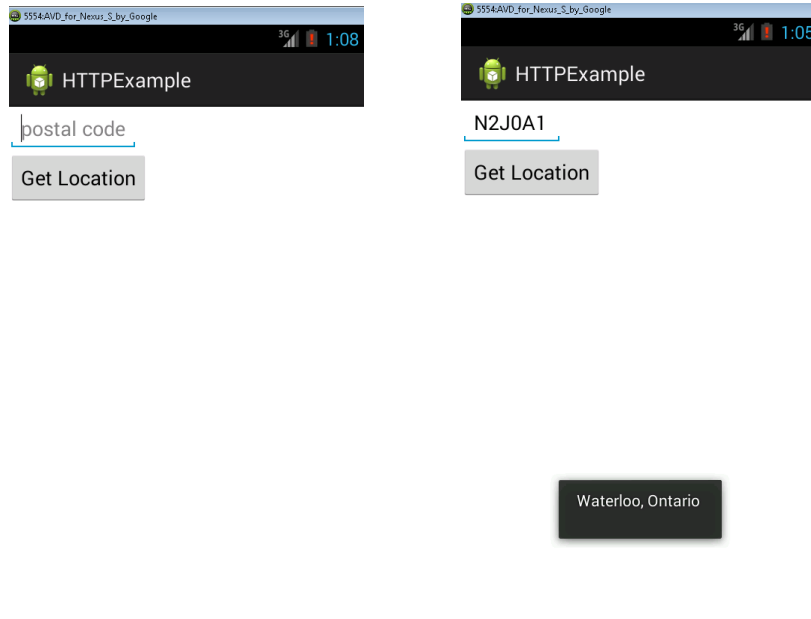 5554:AVD_for_Nexus_S_by_Google
3G 1:08
HTTPExample
postal code
Get Location
5554:AVD_for_Nexus_S_by_Google
3G 1:05
HTTPExample
N2J0A1
Get Location
Waterloo, Ontario